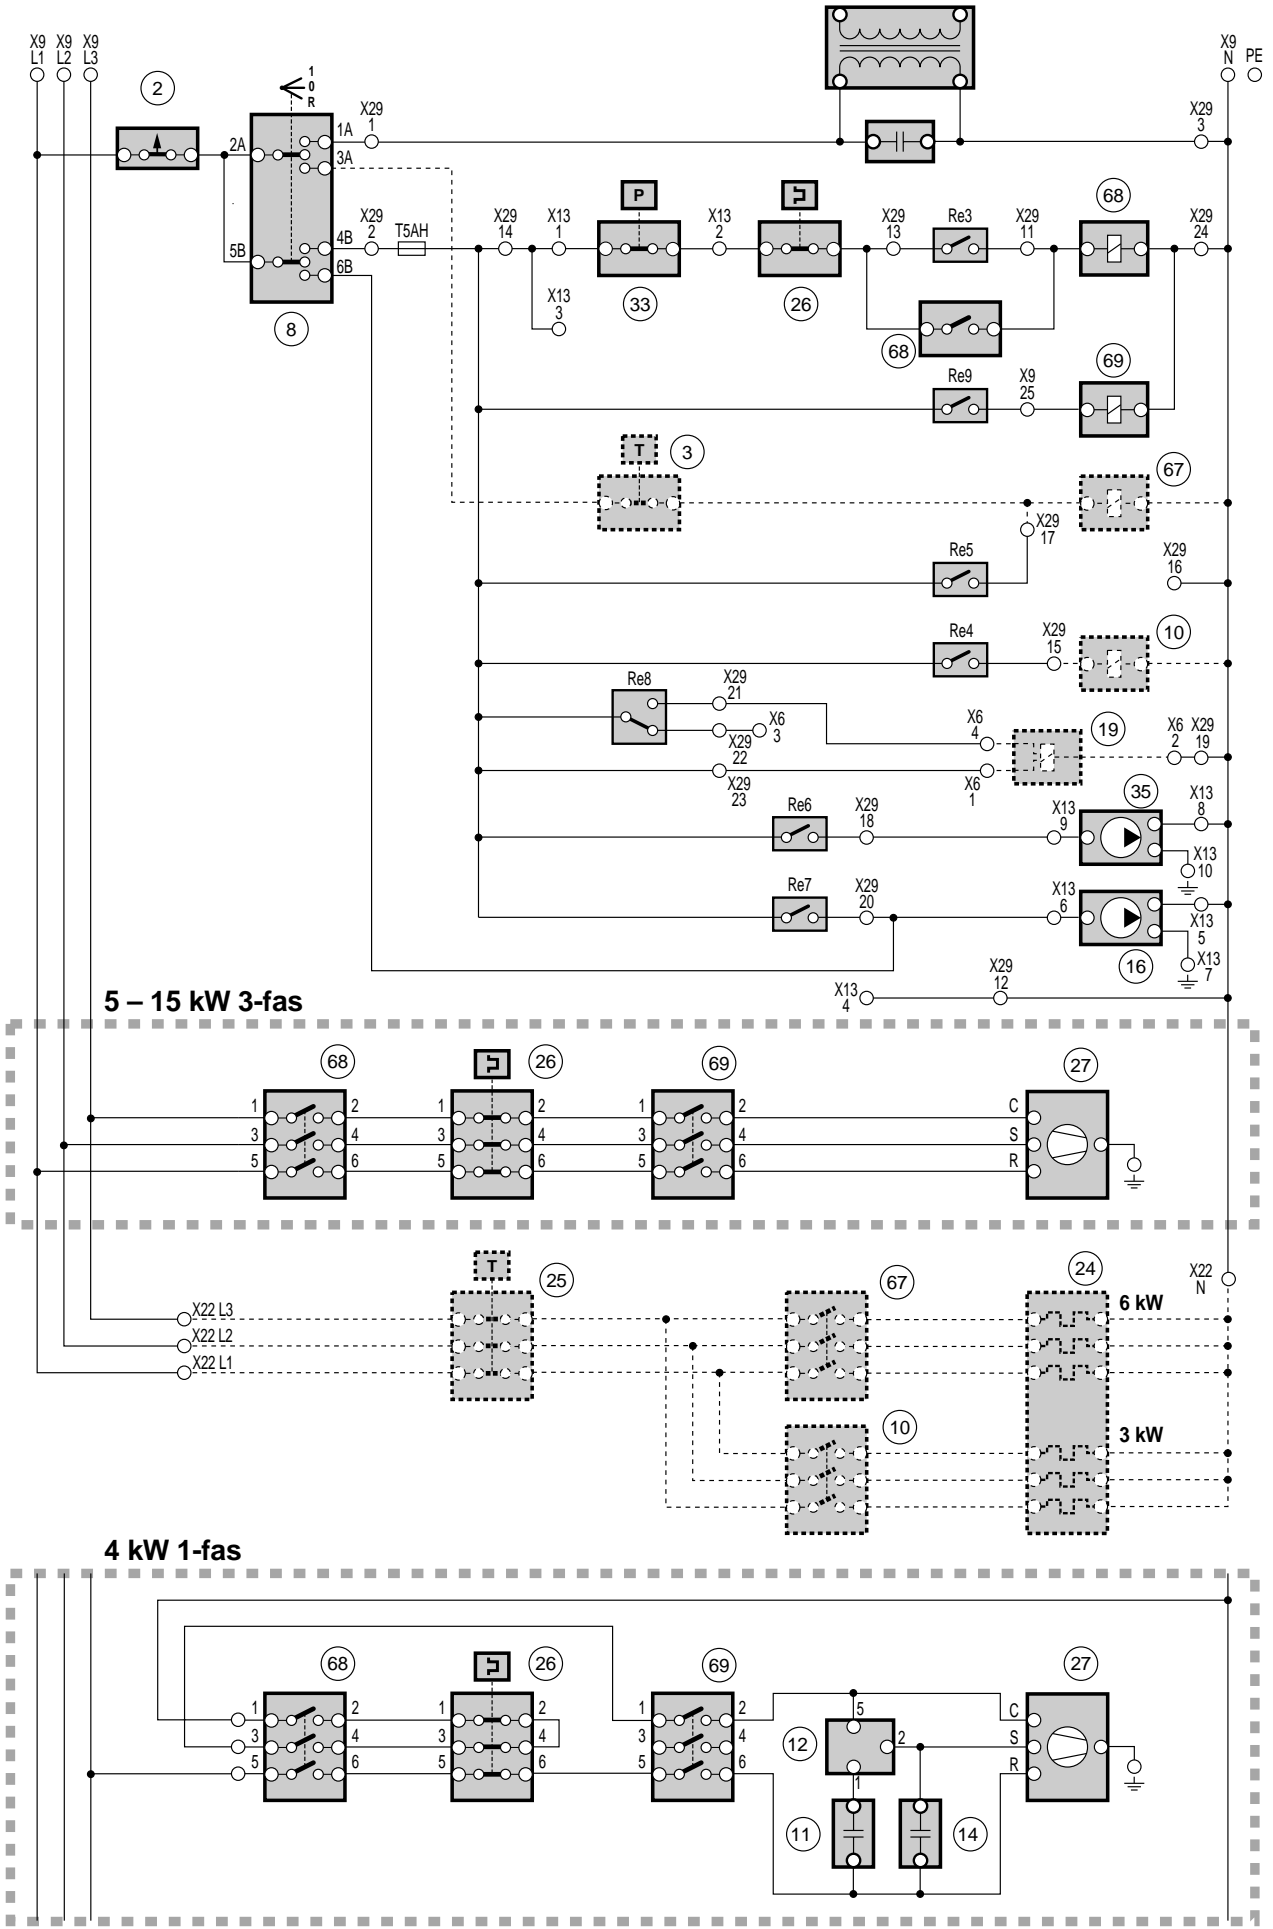 X9 X9 X9
L1 L2 L3
X9 PE
N
2
1
0
R
X29
1
X29
3
2A 1A
3A
P
68
X29
2
T5AH
X29
14
X13
1
X13
2
X29
13
Re3
X29
11
X29
24
5B 4B
6B
X13
3
33
26
8
68
69
Re9
X9
25
T
3
67
X29
17
Re5
X29
16
Re4
X29
15
10
Re8
X29
21
X6
3
X29
22
X6
4
19
X6 X29
2 19
X29
23
X6
1
35
X13
8
Re6
X29
18
X13
9
X13
10
Re7
X29
20
X13
6
X13
5
16
X13
7
X29
12
X13
4
5 – 15 kW 3-fas
68 26 69 27
1 2 1 2 1 2 C
3 4 3 4 3 4 S
5 6 5 6 5 6 R
T
25
67
24
X22
N
X22 L3
6 kW
X22 L2
X22 L1
10
3 kW
4 kW 1-fas
68 26 69 27
1 2 1 2 1 2 5 C
3 4 3 4 3 4 12 2 S
5 6 5 6 5 6 1 R
11 14